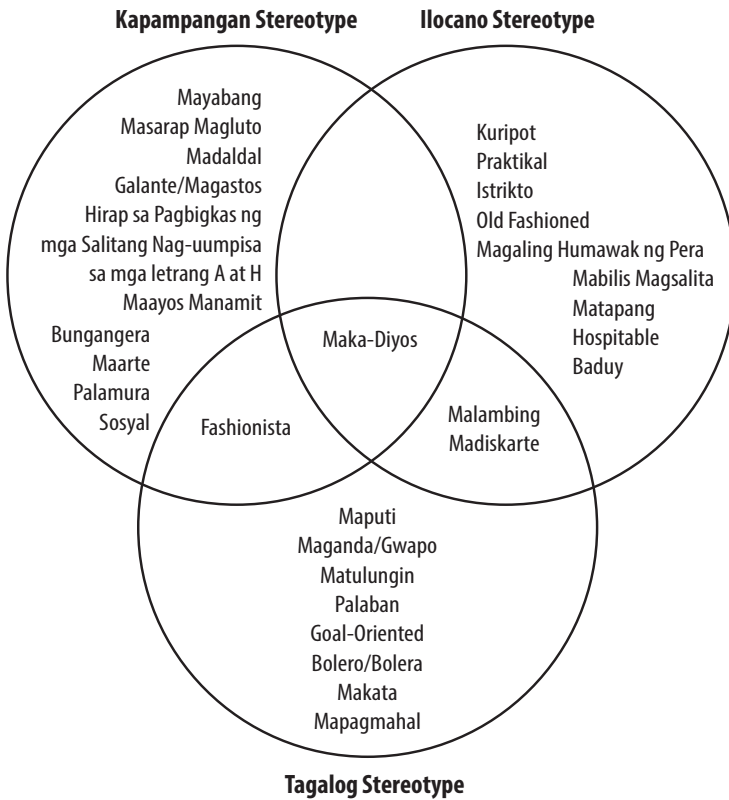 Kapampangan Stereotype
Ilocano Stereotype
Mayabang
Masarap Magluto
Madaldal
Galante/Magastos
Hirap sa Pagbigkas ng
mga Salitang Nag-uumpisa
sa mga letrang A at H
Maayos Manamit
Bungangera
Maarte
Palamura
Sosyal
Kuripot
Praktikal
Istrikto
Old Fashioned
Magaling Humawak ng Pera
Mabilis Magsalita
Matapang
Hospitable
Baduy
Maka-Diyos
Fashionista
Malambing
Madiskarte
Maputi
Maganda/Gwapo
Matulungin
Palaban
Goal-Oriented
Bolero/Bolera
Makata
Mapagmahal
Tagalog Stereotype